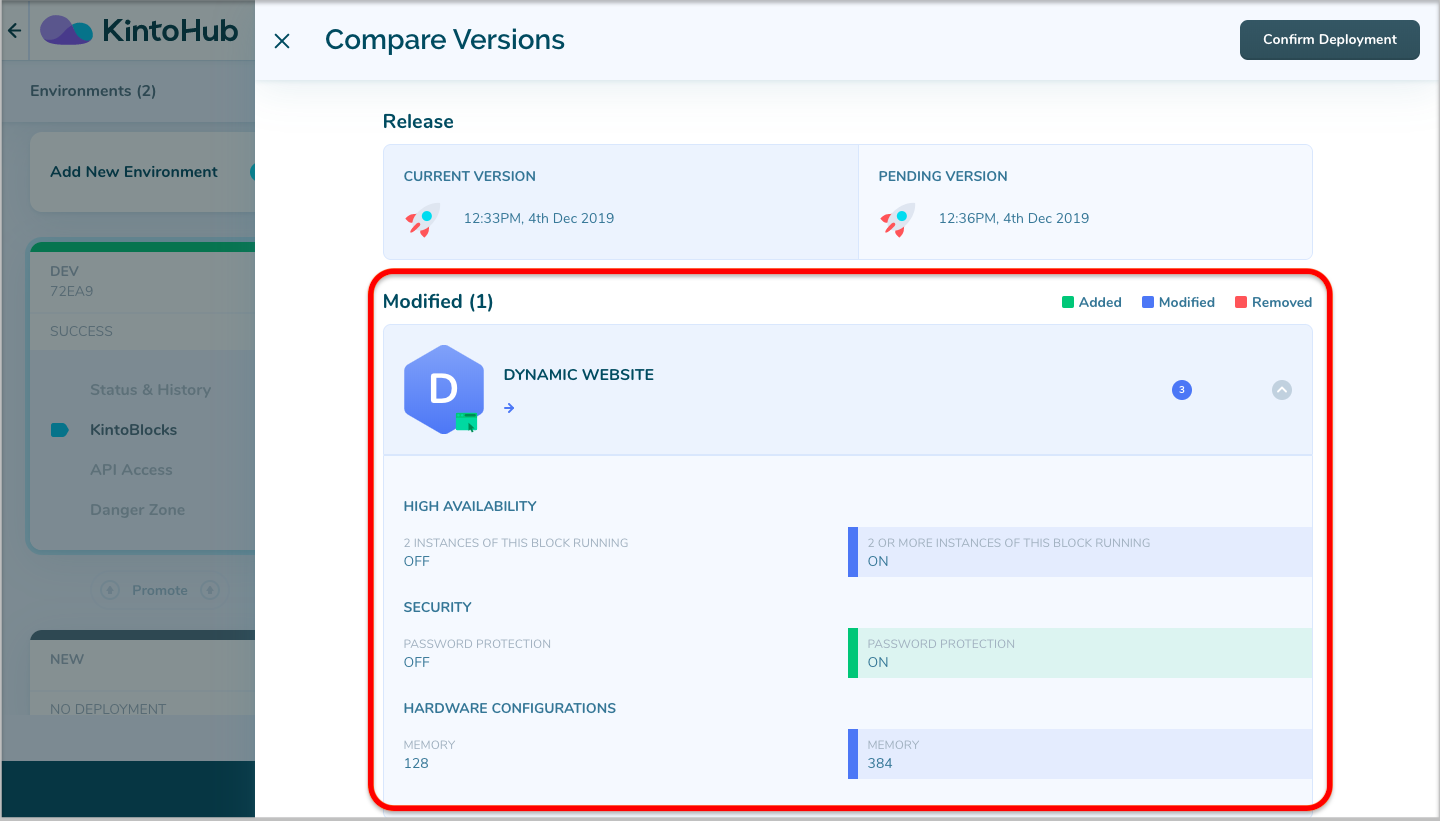 KintoHub
Compare Versions
Confirm Deployment
Environments (2)
Add New Environment
DEV
72EA9
SUCCESS
Status & History
KintoBlocks
API Access
Danger Zone
Promote
NEW
NO DEPLOYMENT
Release
CURRENT VERSION
12:33PM, 4th Dec 2019
PENDING VERSION
12:36PM, 4th Dec 2019
Modified (1)
Added
Modified
Removed
D
DYNAMIC WEBSITE
3
HIGH AVAILABILITY
2 INSTANCES OF THIS BLOCK RUNNING
OFF
2 OR MORE INSTANCES OF THIS BLOCK RUNNING
ON
SECURITY
PASSWORD PROTECTION
OFF
PASSWORD PROTECTION
ON
HARDWARE CONFIGURATIONS
MEMORY
128
MEMORY
384